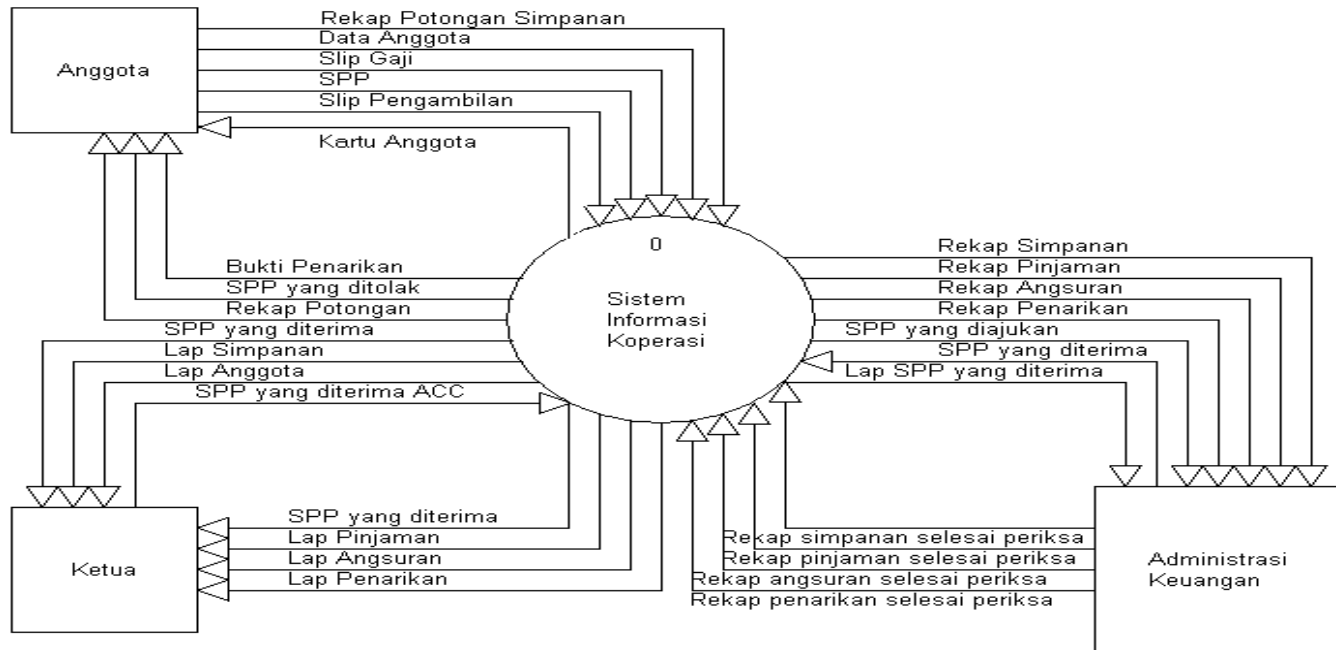 Rekap Potongan Simpanan
Data Anggota
Slip Gaji
SPP
Slip Pengambilan
Kartu Anggota
Anggota
Bukti Penarikan
SPP yang ditolak
Rekap Potongan
SPP yang diterima
Lap Simpanan
Lap Anggota
SPP yang diterima ACC
0
Sistem
Informasi
Koperasi
Rekap Simpanan
Rekap Pinjaman
Rekap Angsuran
Rekap Penarikan
SPP yang diajukan
SPP yang diterima
Lap SPP yang diterima
Ketua
SPP yang diterima
Lap Pinjaman
Lap Angsuran
Lap Penarikan
Rekap simpanan selesai periksa
Rekap pinjaman selesai periksa
Rekap angsuran selesai periksa
Rekap penarikan selesai periksa
Administrasi
Keuangan